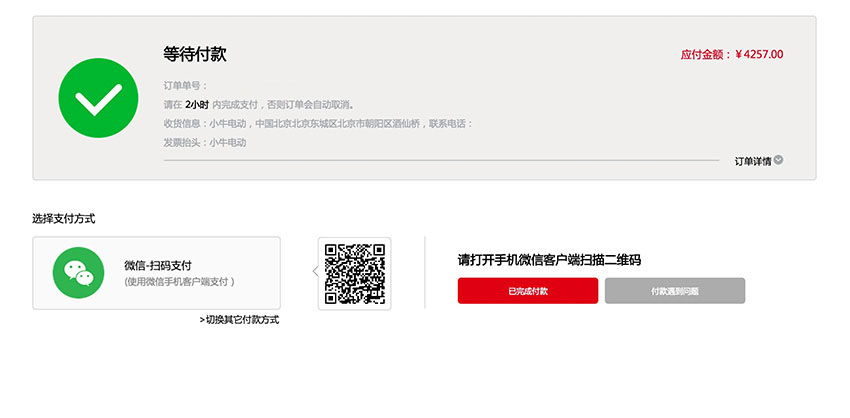 等待付款
应付金额：￥4257.00
订单单号：
请在 2小时 内完成支付，否则订单会自动取消。
收货信息：小牛电动，中国北京北京东城区北京市朝阳区酒仙桥，联系电话：
发票抬头：小牛电动
订单详情
选择支付方式
微信-扫码支付
(使用微信手机客户端支付 )
>切换其它付款方式
请打开手机微信客户端扫描二维码
已完成付款
付款遇到问题